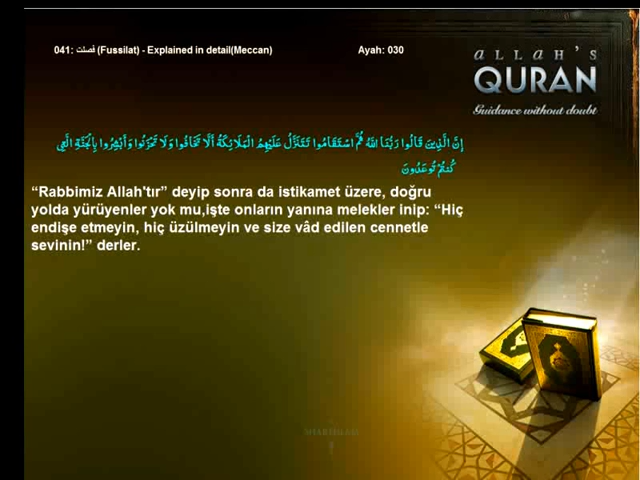 041: فصلت (Fussilat) - Explained in detail(Meccan) Ayah: 030
ALLAH'S
QURAN
Guidance without doubt
إِنَّ الَّذِينَ قَالُوا رَبُّنَا اللَّهُ ثُمَّ اسْتَقَامُوا تَتَنَزَّلُ عَلَيْهِمُ الْمَلَائِكَةُ أَلَّا تَخَافُوا وَلَا تَحْزَنُوا وَأَبْشِرُوا بِالْجَنَّةِ الَّتِي
كُنتُمْ تُوعَدُونَ
“Rabbimiz Allah'tır” deyip sonra da istikamet üzere, doğru
yolda yürüyenler yok mu,işte onların yanına melekler inip: “Hiç
endişe etmeyin, hiç üzülmeyin ve size vâd edilen cennetle
sevinin!” derler.